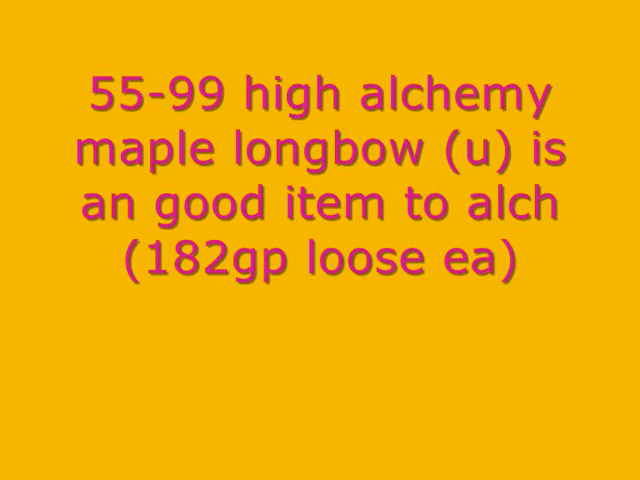 55-99 high alchemy
maple longbow (u) is
an good item to alch
(182gp loose ea)